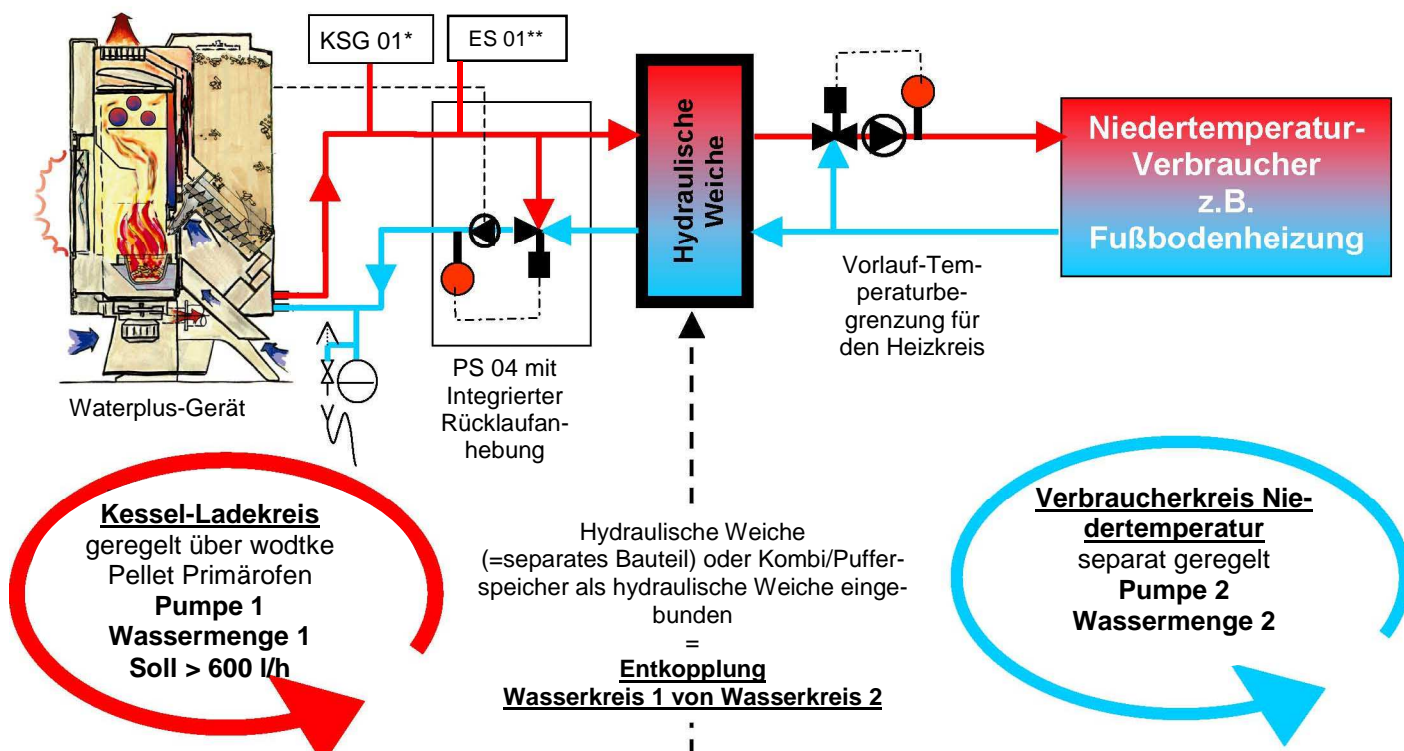 KSG 01*
ES 01**
Hydraulische
Weiche
Niedertemperatur-
Verbraucher
z.B.
Fußbodenheizung
Vorlauf-Tem-
peraturbe-
grenzung für
den Heizkreis
PS 04 mit
Integrierter
Rücklaufan-
hebung
Waterplus-Gerät
Kessel-Ladekreis
geregelt über wodtke
Pellet Primärofen
Pumpe 1
Wassermenge 1
Soll > 600 l/h
Hydraulische Weiche
(=separates Bauteil) oder Kombi/Puffer-
speicher als hydraulische Weiche einge-
bunden
=
Entkopplung
Wasserkreis 1 von Wasserkreis 2
Verbraucherkreis Nie-
dertemperatur
separat geregelt
Pumpe 2
Wassermenge 2